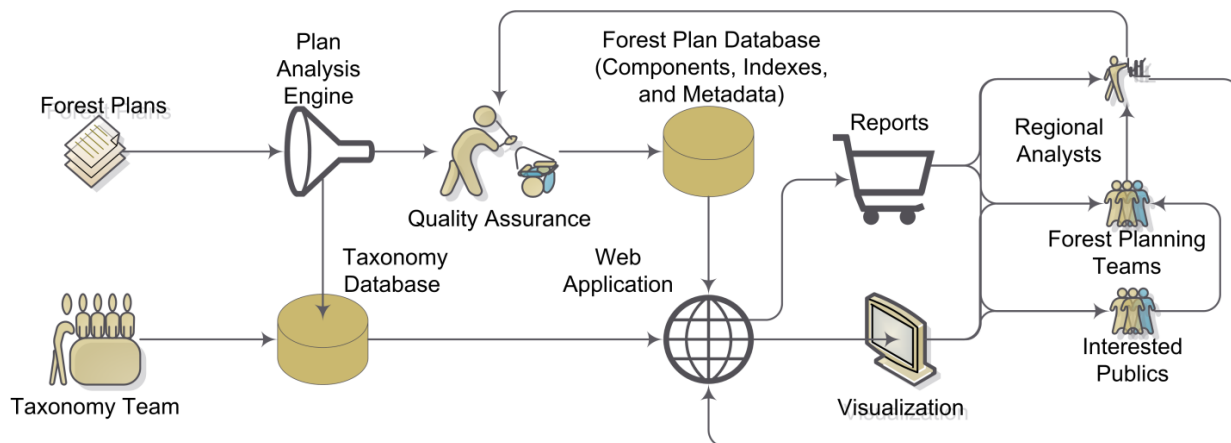 Plan
Analysis
Engine
Forest Plan Database
(Components, Indexes,
and Metadata)
Forest Plans
Reports
Regional
Analysts
Quality Assurance
Forest Planning
Teams
Taxonomy
Database
Web
Application
Interested
Publics
Taxonomy Team
Visualization